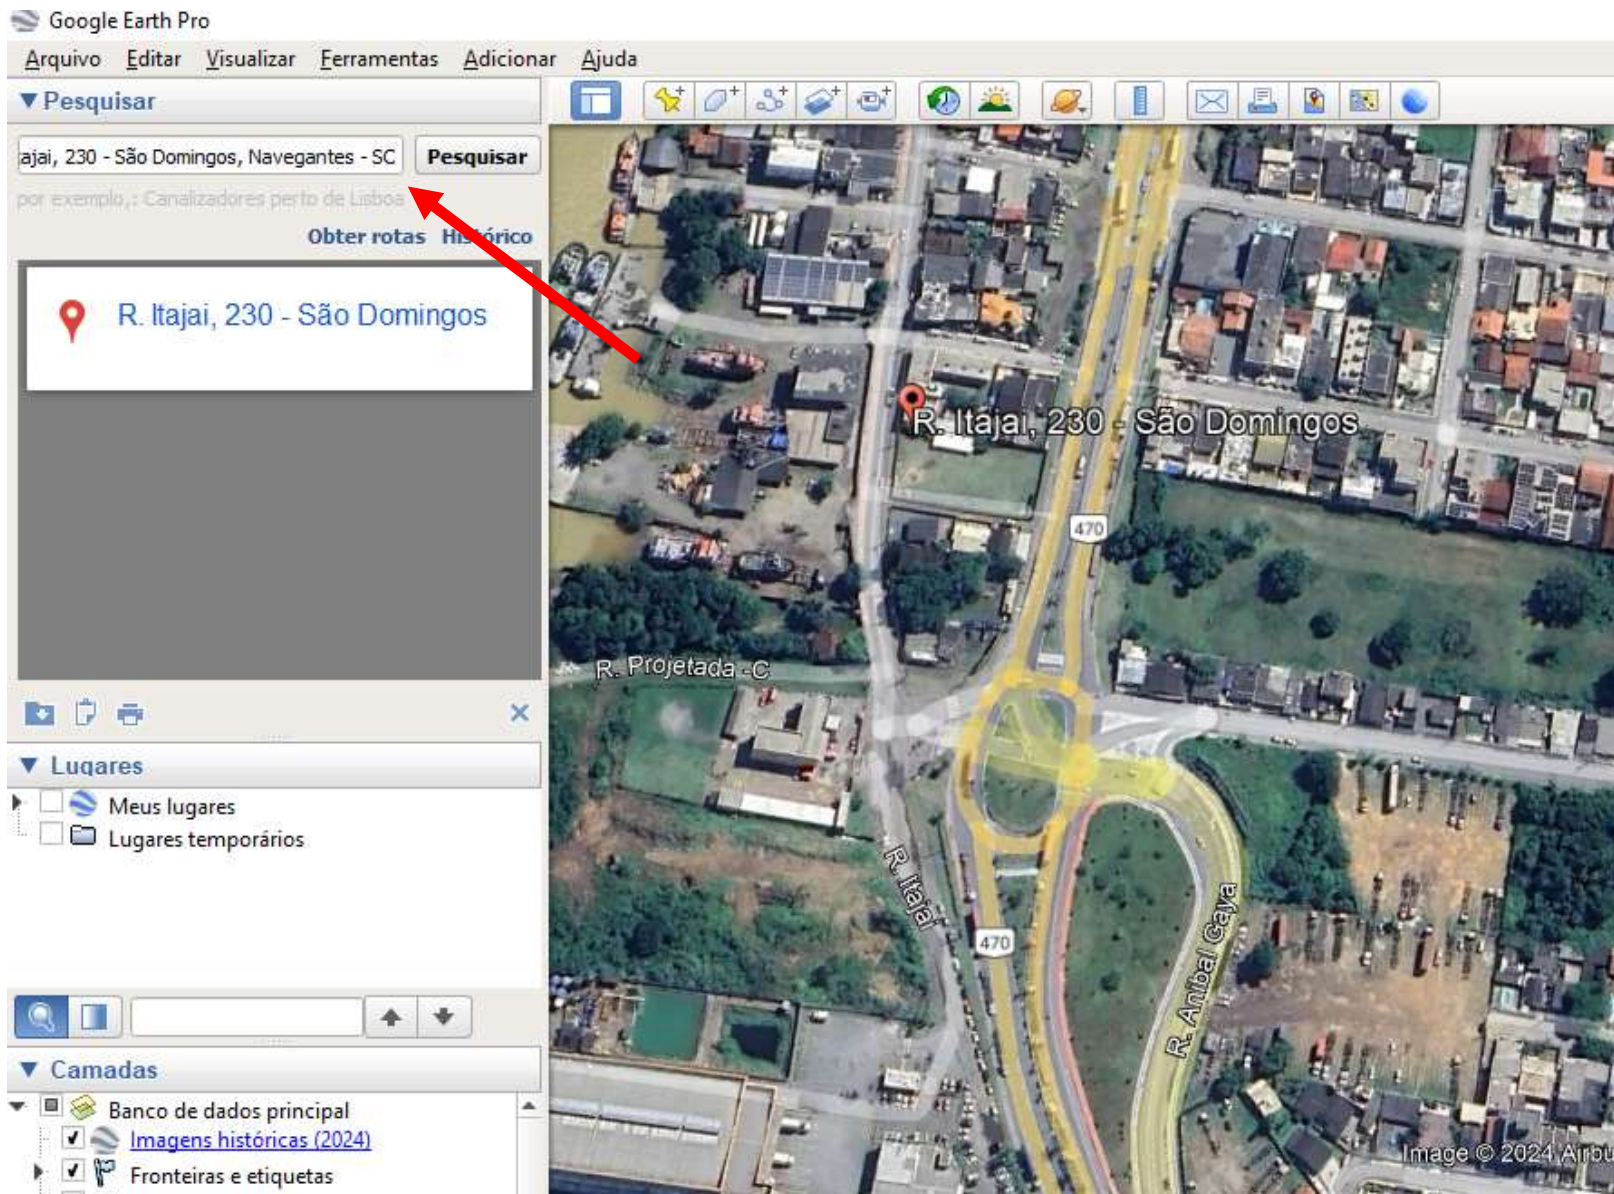 Google Earth Pro
Arquivo Editar Visualizar Ferramentas Adicionar Ajuda
Pesquisar
ajai, 230 - São Domingos, Navegantes - SC Pesquisar
por exemplo,: Canalizadores perto de Lisboa
Obter rotas Histórico
R. Itajai, 230 - São Domingos
R. Itajai, 230 - São Domingos
470
R. Projetada -C
R. Itajaí
470
R. Anibal Gaya
Lugares
Meus lugares
Lugares temporários
Camadas
Banco de dados principal
Imagens históricas (2024)
Fronteiras e etiquetas
Image © 2024 Airbu